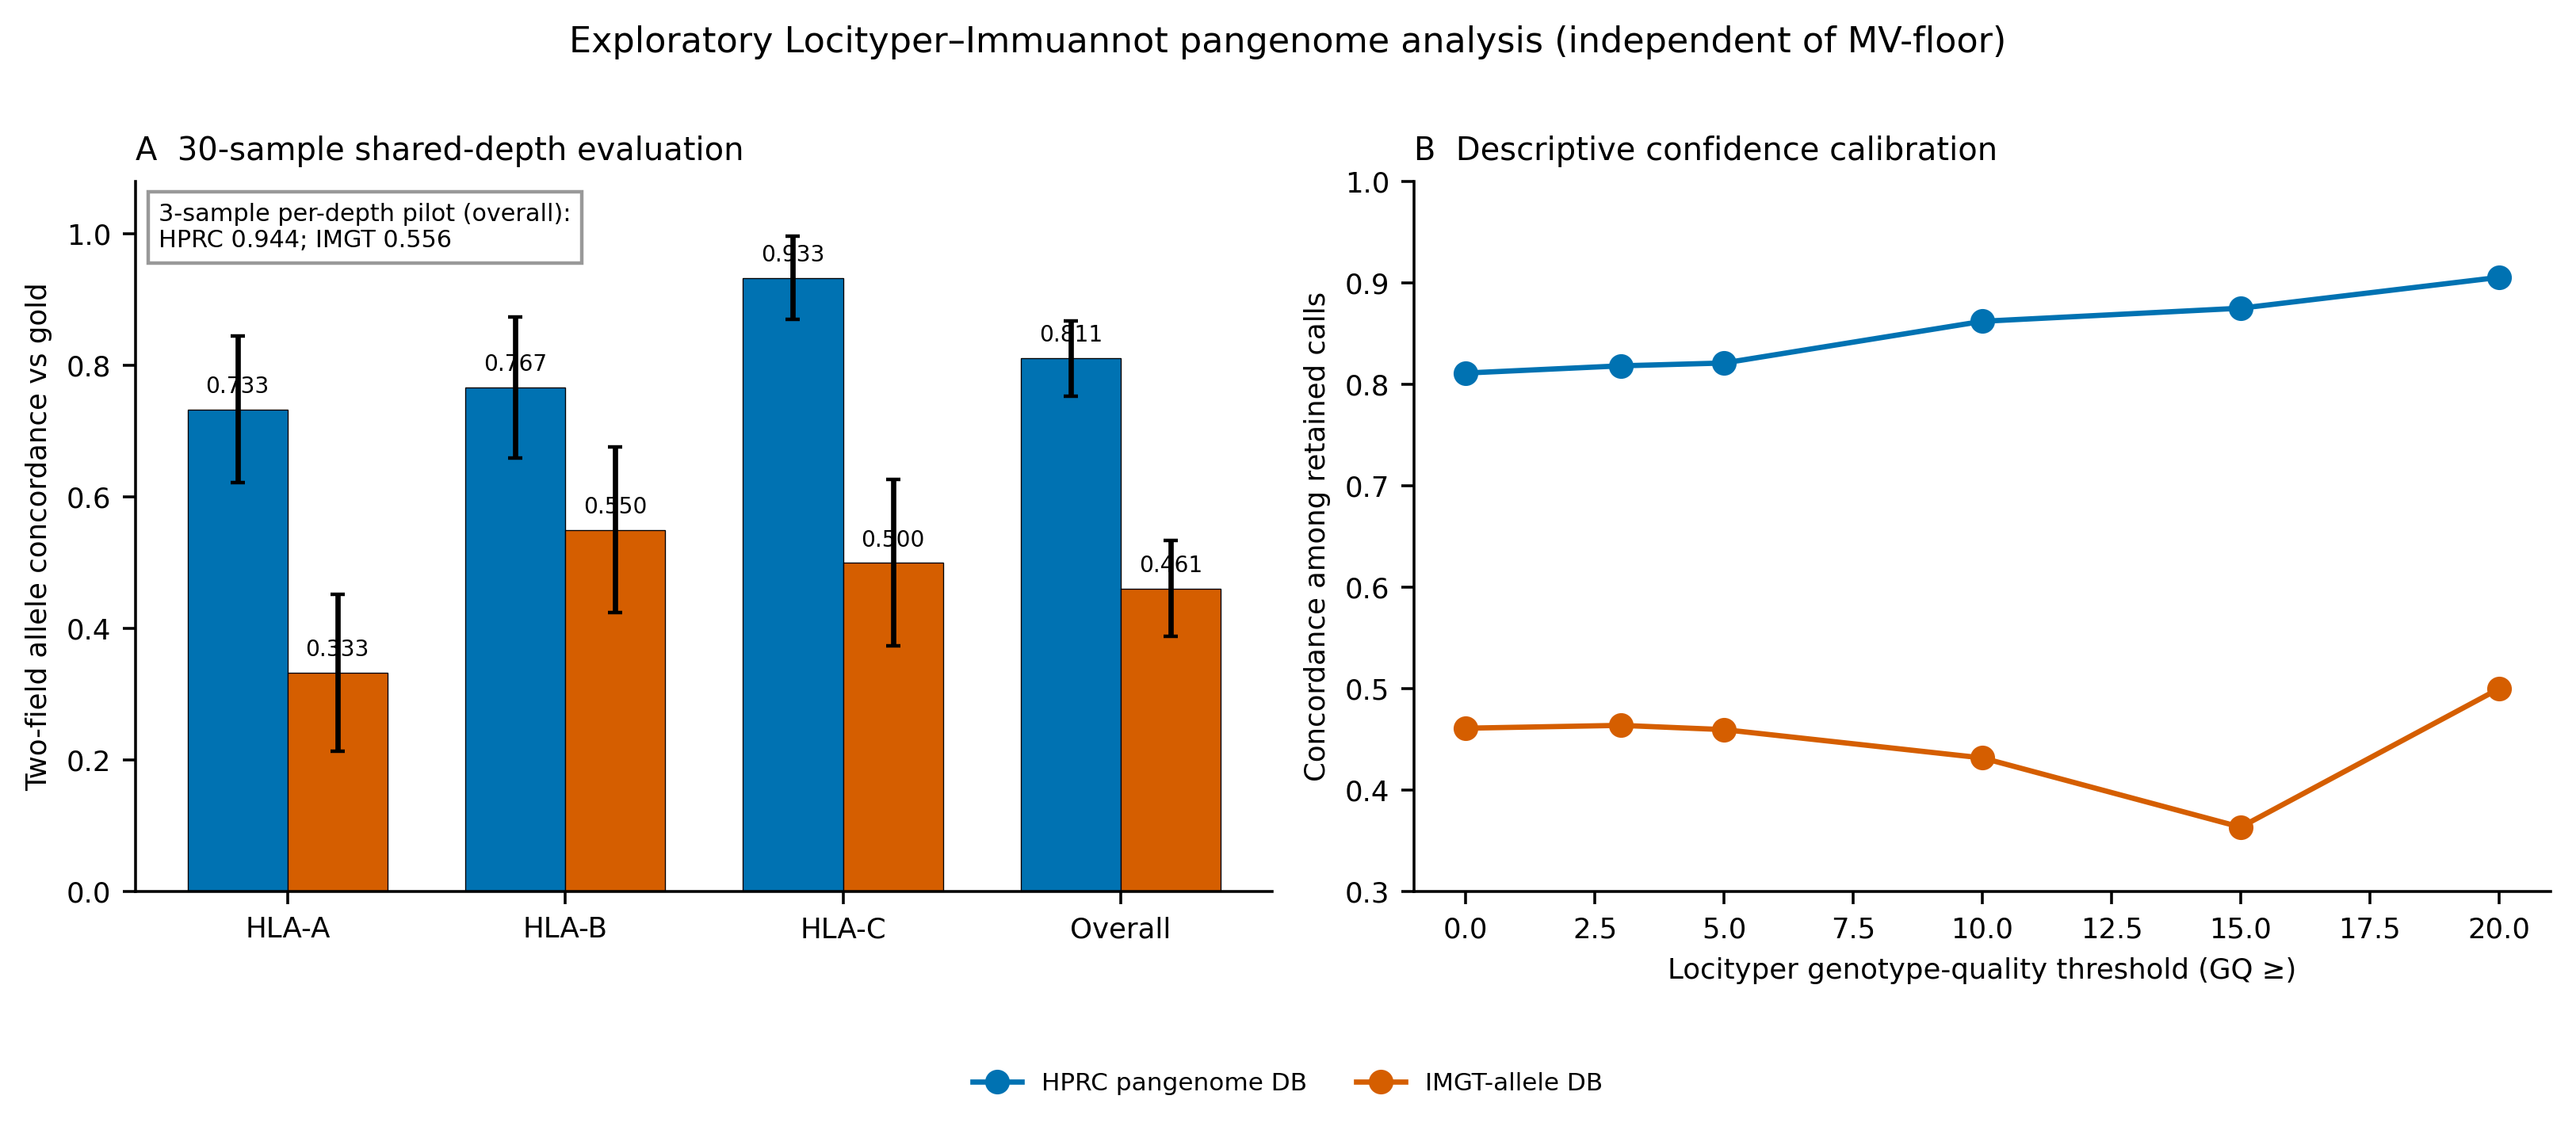 Exploratory Locityper–Immuannot pangenome analysis (independent of MV-floor)
A 30-sample shared-depth evaluation
3-sample per-depth pilot (overall):
HPRC 0.944; IMGT 0.556
Two-field allele concordance vs gold
1.0
0.8
0.6
0.4
0.2
0.0
0.733
0.333
0.767
0.550
0.933
0.500
0.811
0.461
HLA-A
HLA-B
HLA-C
Overall
B Descriptive confidence calibration
Concordance among retained calls
1.0
0.9
0.8
0.7
0.6
0.5
0.4
0.3
0.0 2.5 5.0 7.5 10.0 12.5 15.0 17.5 20.0
Locityper genotype-quality threshold (GQ ≥)
HPRC pangenome DB
IMGT-allele DB